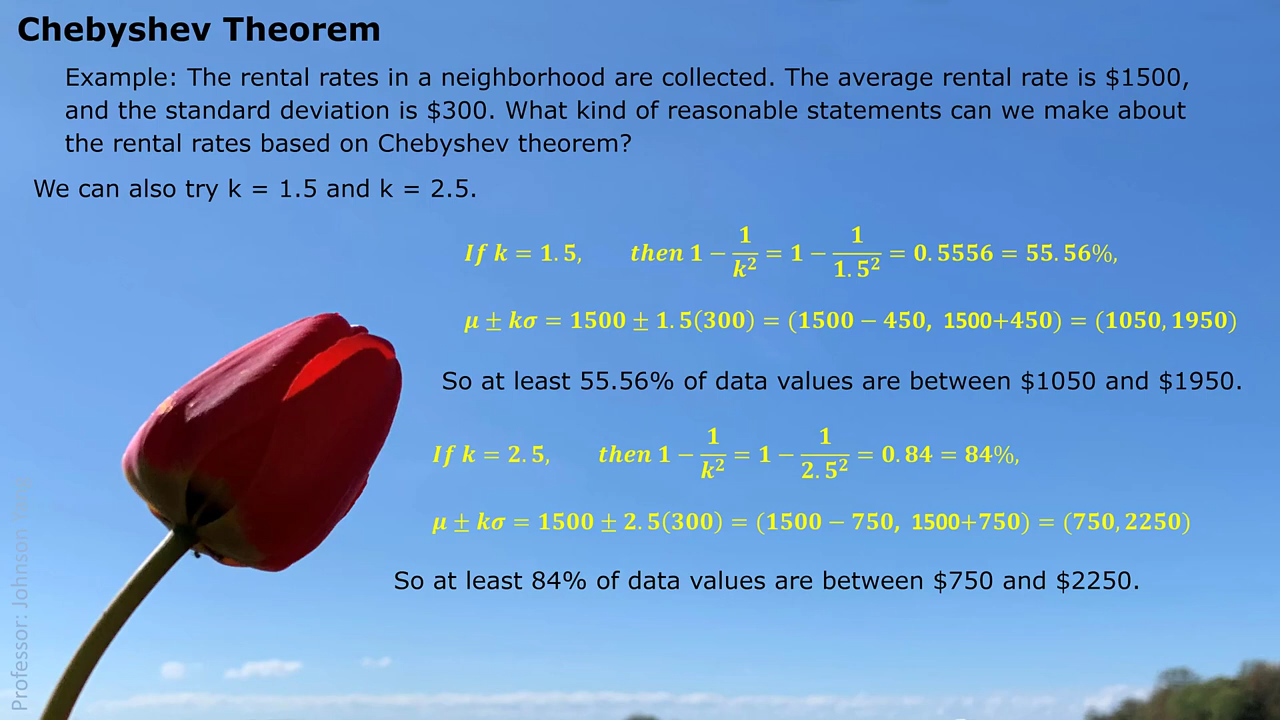 Chebyshev Theorem
Example: The rental rates in a neighborhood are collected. The average rental rate is $1500,
and the standard deviation is $300. What kind of reasonable statements can we make about
the rental rates based on Chebyshev theorem?
We can also try k = 1.5 and k = 2.5.
If k = 1.5, then 1 − 1/k² = 1 − 1/1.5² = 0.5556 = 55.56%,
μ ± kσ = 1500 ± 1.5(300) = (1500 − 450, 1500+450) = (1050, 1950)
So at least 55.56% of data values are between $1050 and $1950.
If k = 2.5, then 1 − 1/k² = 1 − 1/2.5² = 0.84 = 84%,
μ ± kσ = 1500 ± 2.5(300) = (1500 − 750, 1500+750) = (750, 2250)
So at least 84% of data values are between $750 and $2250.
Professor: Johnson